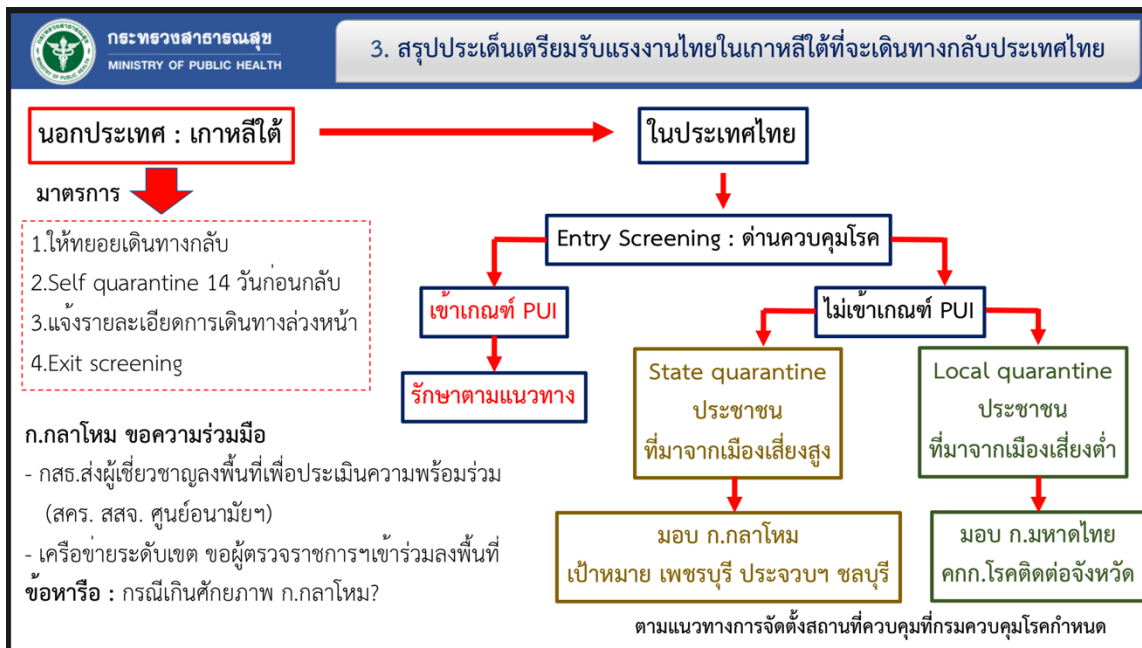 กระทรวงสาธารณสุข
MINISTRY OF PUBLIC HEALTH
3. สรุปประเด็นเตรียมรับแรงงานไทยในเกาหลีใต้ที่จะเดินทางกลับประเทศไทย
นอกประเทศ : เกาหลีใต้
มาตรการ
1.ให้ทยอยเดินทางกลับ
2.Self quarantine 14 วันก่อนกลับ
3.แจ้งรายละเอียดการเดินทางล่วงหน้า
4.Exit screening
ก.กลาโหม ขอความร่วมมือ
- กสธ.ส่งผู้เชี่ยวชาญลงพื้นที่เพื่อประเมินความพร้อมร่วม
(สคร. สสจ. ศูนย์อนามัยฯ)
- เครือข่ายระดับเขต ขอผู้ตรวจราชการฯเข้าร่วมลงพื้นที่
ข้อหารือ : กรณีเกินศักยภาพ ก.กลาโหม?
ในประเทศไทย
Entry Screening : ด่านควบคุมโรค
เข้าเกณฑ์ PUI
รักษาตามแนวทาง
ไม่เข้าเกณฑ์ PUI
State quarantine
ประชาชน
ที่มาจากเมืองเสี่ยงสูง
มอบ ก.กลาโหม
เป้าหมาย เพชรบุรี ประจวบฯ ชลบุรี
Local quarantine
ประชาชน
ที่มาจากเมืองเสี่ยงต่ำ
มอบ ก.มหาดไทย
คกก.โรคติดต่อจังหวัด
ตามแนวทางการจัดตั้งสถานที่ควบคุมที่กรมควบคุมโรคกำหนด